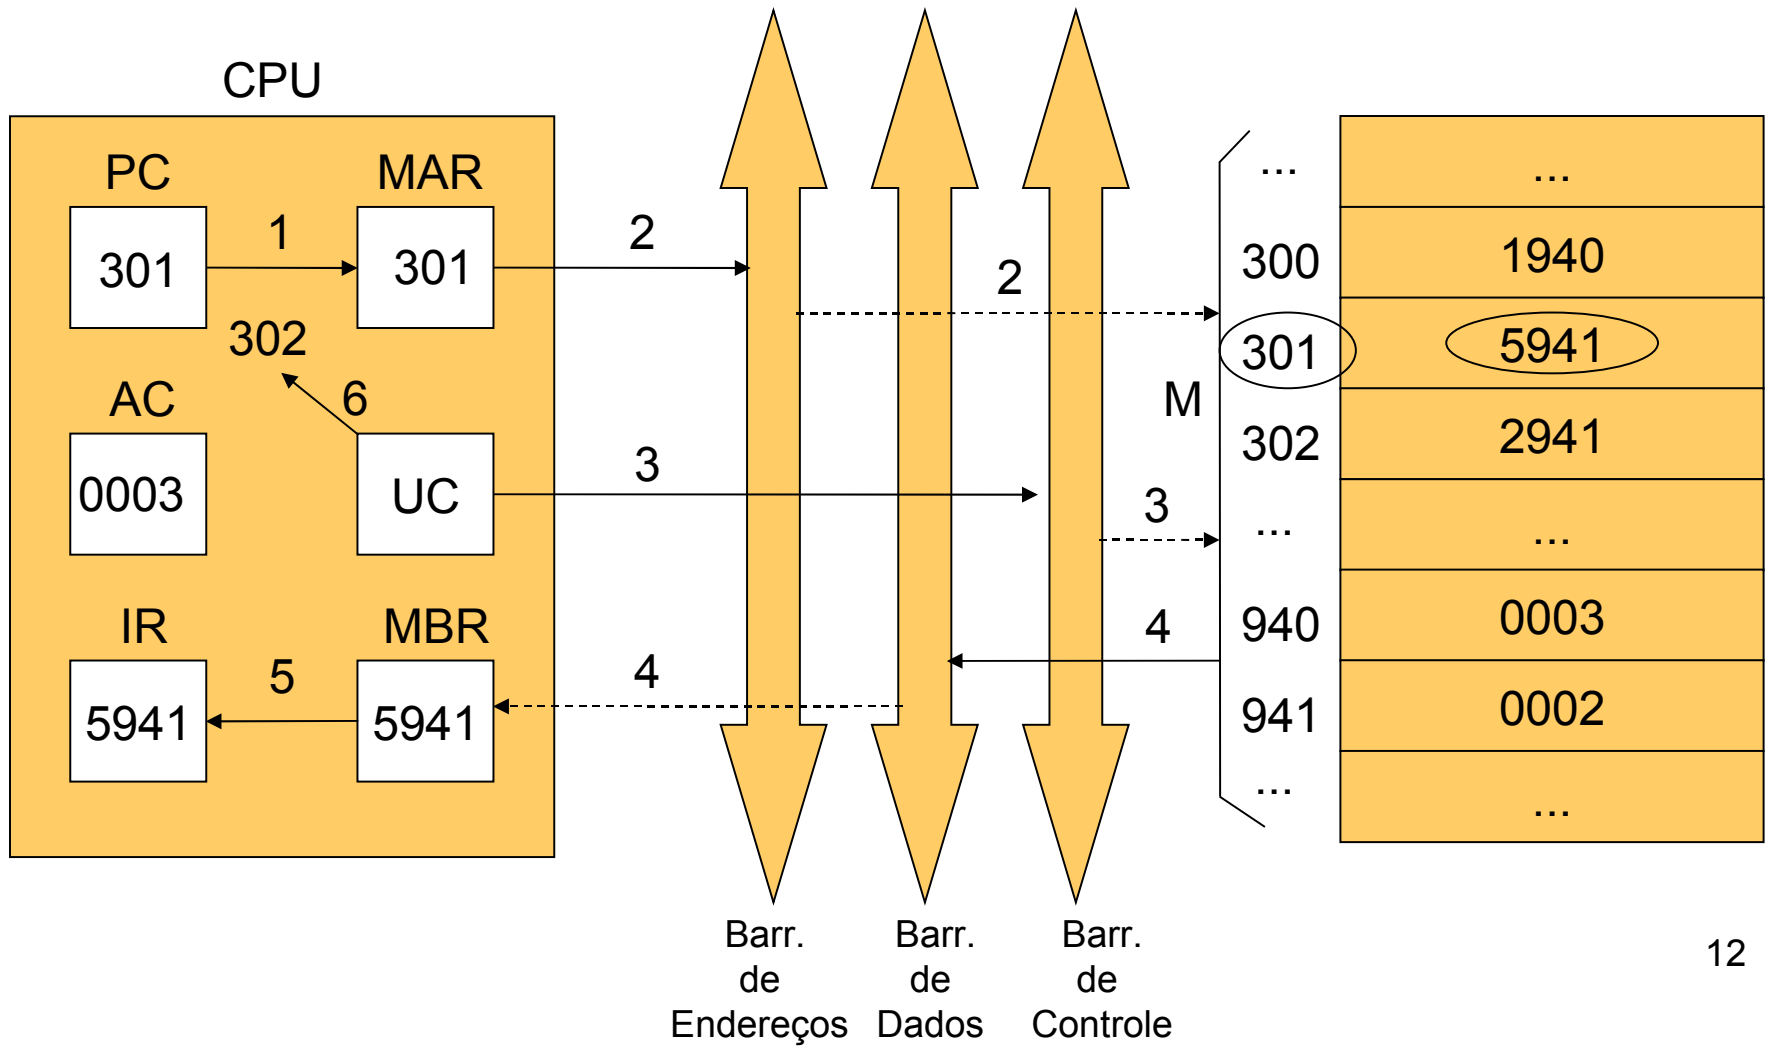 CPU
PC
MAR
301
1
301
2
302
2
AC
6
0003
UC
3
3
IR
MBR
5941
5
5941
4
4
M
...
...
300
1940
301
5941
302
2941
...
...
940
0003
941
0002
...
...
Barr.
de
Endereços
Barr.
de
Dados
Barr.
de
Controle
12